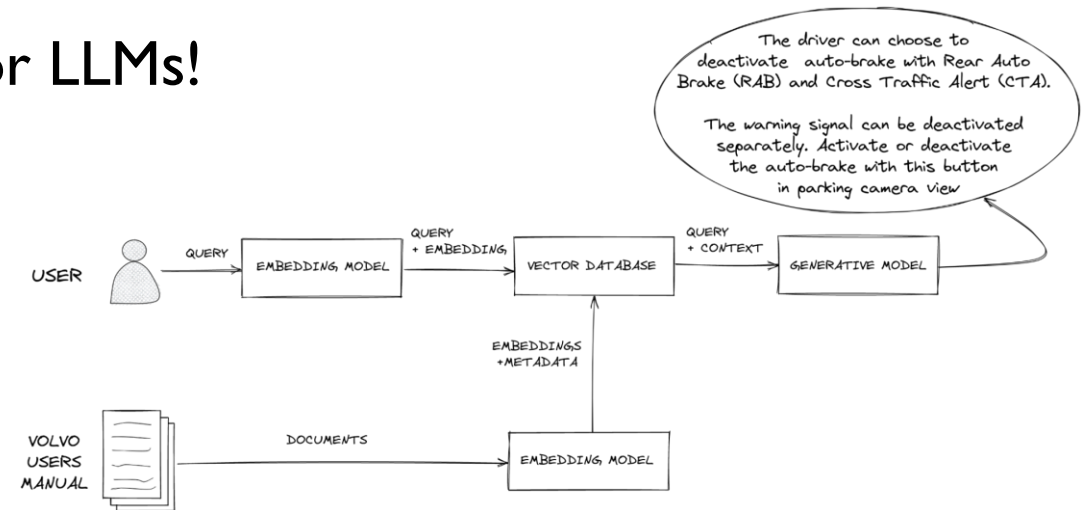 or LLMs!
The driver can choose to
deactivate auto-brake with Rear Auto
Brake (RAB) and Cross Traffic Alert (CTA).
The warning signal can be deactivated
separately. Activate or deactivate
the auto-brake with this button
in parking camera view
USER
QUERY
EMBEDDING MODEL
QUERY
+ EMBEDDING
VECTOR DATABASE
QUERY
+ CONTEXT
GENERATIVE MODEL
EMBEDDINGS
+METADATA
VOLVO
USERS
MANUAL
DOCUMENTS
EMBEDDING MODEL